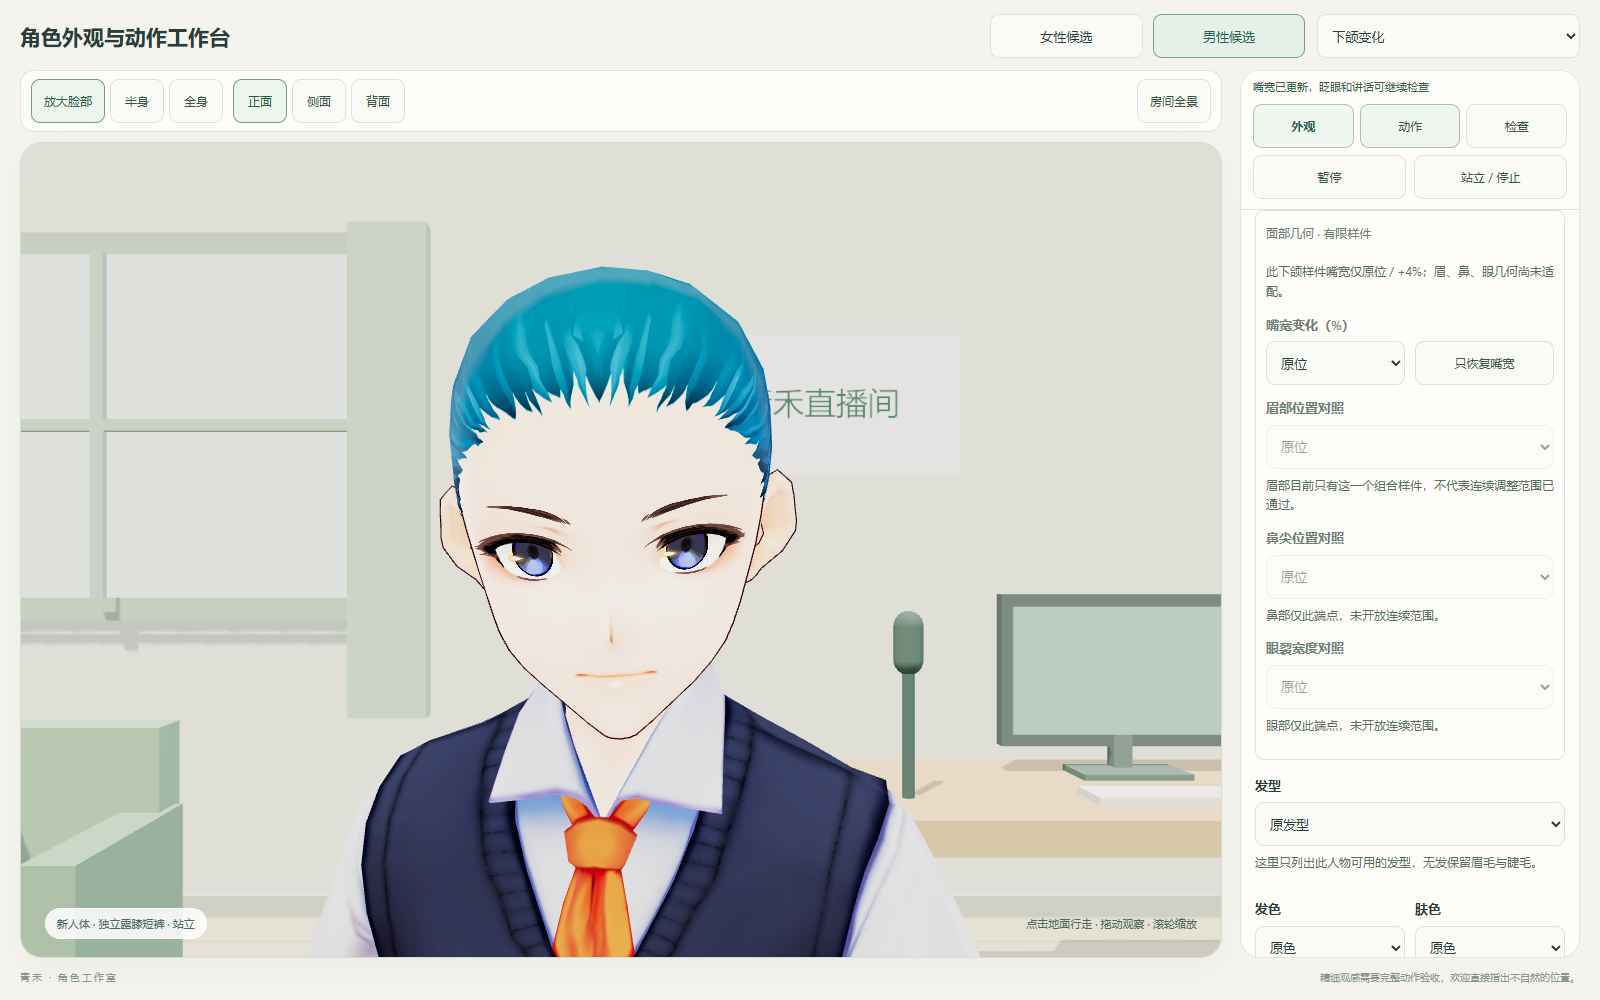 角色外观与动作工作台
女性候选
男性候选
下颌变化
放大脸部
半身
全身
正面
侧面
背面
房间全景
嘴宽已更新，眨眼和讲话可继续检查
外观
动作
检查
暂停
站立 / 停止
面部几何 · 有限样件
此下颌样件嘴宽仅原位 / +4%；眉、鼻、眼几何尚未适
配。
嘴宽变化（%）
原位
只恢复嘴宽
眉部位置对照
原位
眉部目前只有这一个组合样件，不代表连续调整范围已
通过。
鼻尖位置对照
原位
鼻部仅此端点，未开放连续范围。
眼裂宽度对照
原位
眼部仅此端点，未开放连续范围。
发型
原发型
这里只列出此人物可用的发型，无发保留眉毛与睫毛。
发色
肤色
原色
原色
禾直播间
新人体 · 独立露膝短裤 · 站立
点击地面行走 · 拖动观察 · 滚轮缩放
青禾 · 角色工作室
精细观感需要完整动作验收，欢迎直接指出不自然的位置。